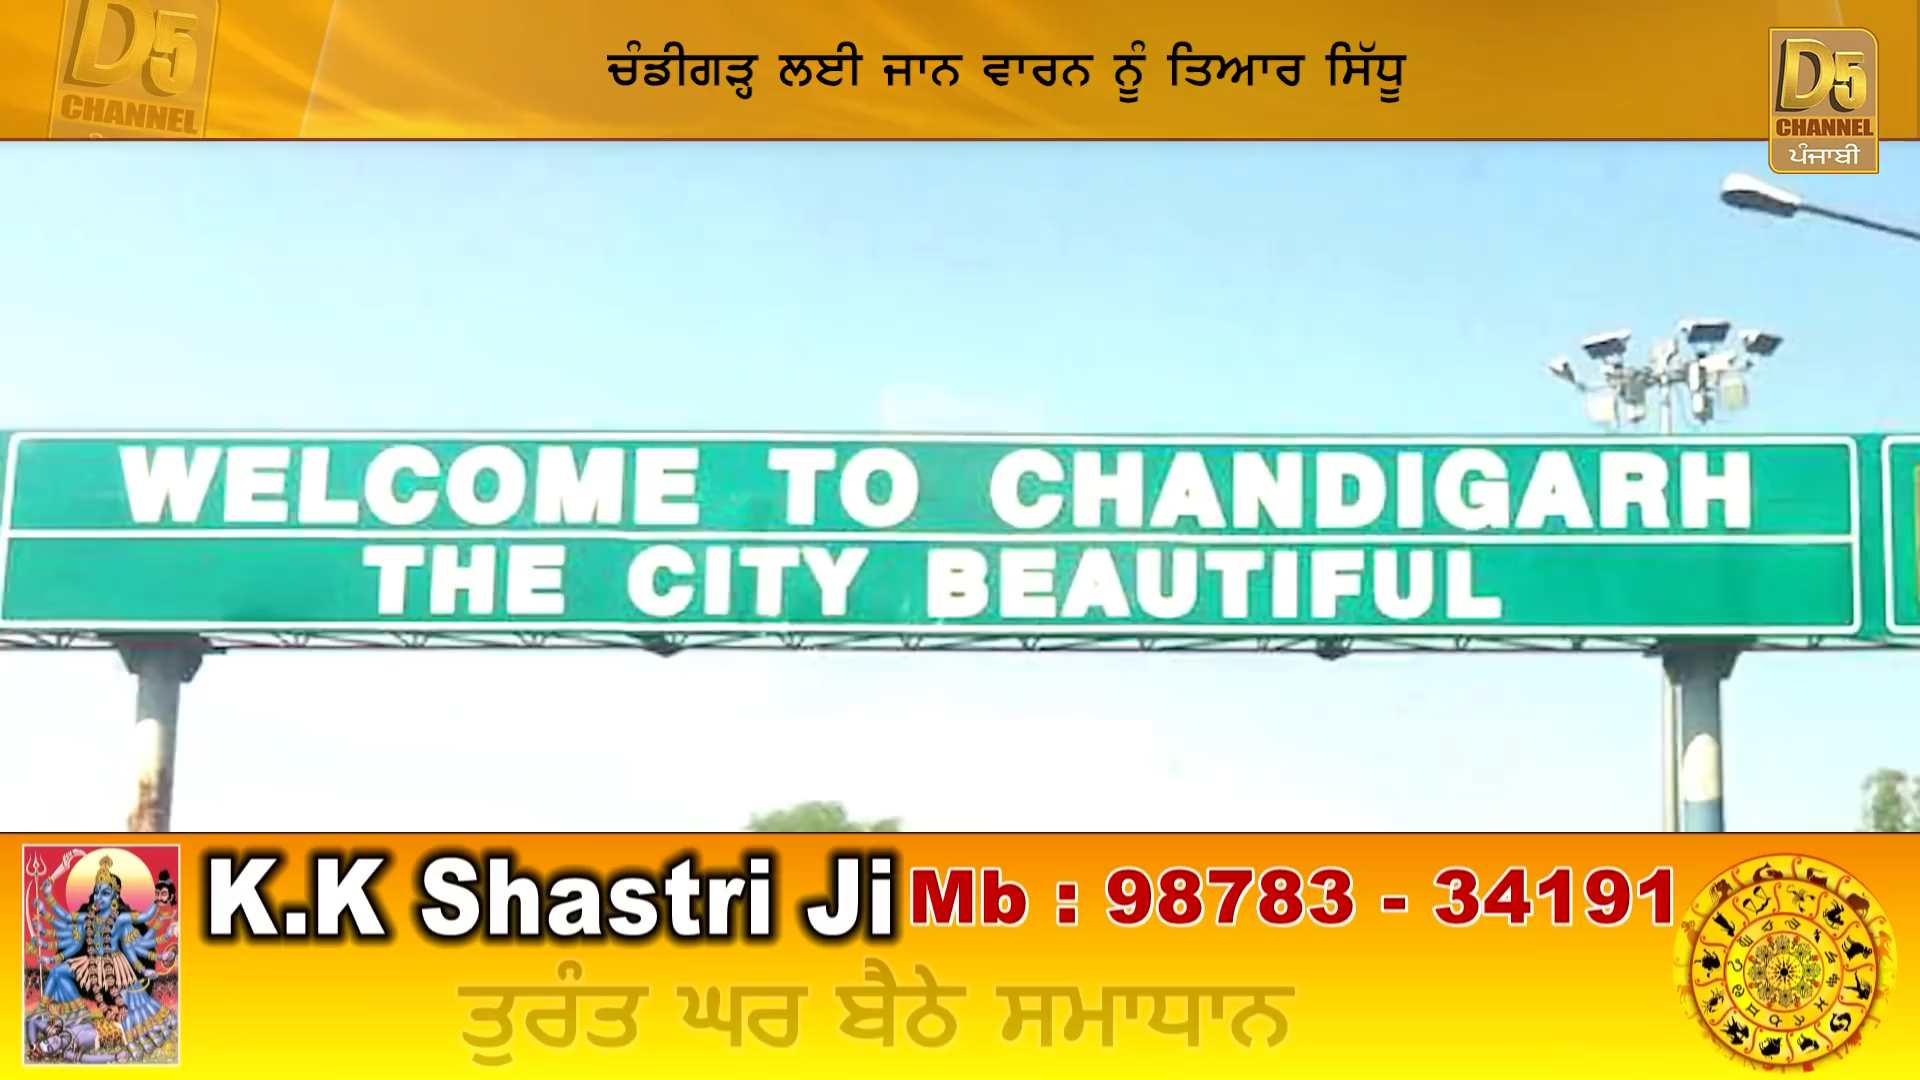 D5
CHANNEL
ਚੰਡੀਗੜ੍ਹ ਲਈ ਜਾਨ ਵਾਰਨ ਨੂੰ ਤਿਆਰ ਸਿੱਧੂ
D5
CHANNEL
ਪੰਜਾਬੀ
WELCOME TO CHANDIGARH
THE CITY BEAUTIFUL
K.K Shastri Ji Mb : 98783 - 34191
ਤੁਰੰਤ ਘਰ ਬੈਠੇ ਸਮਾਧਾਨ